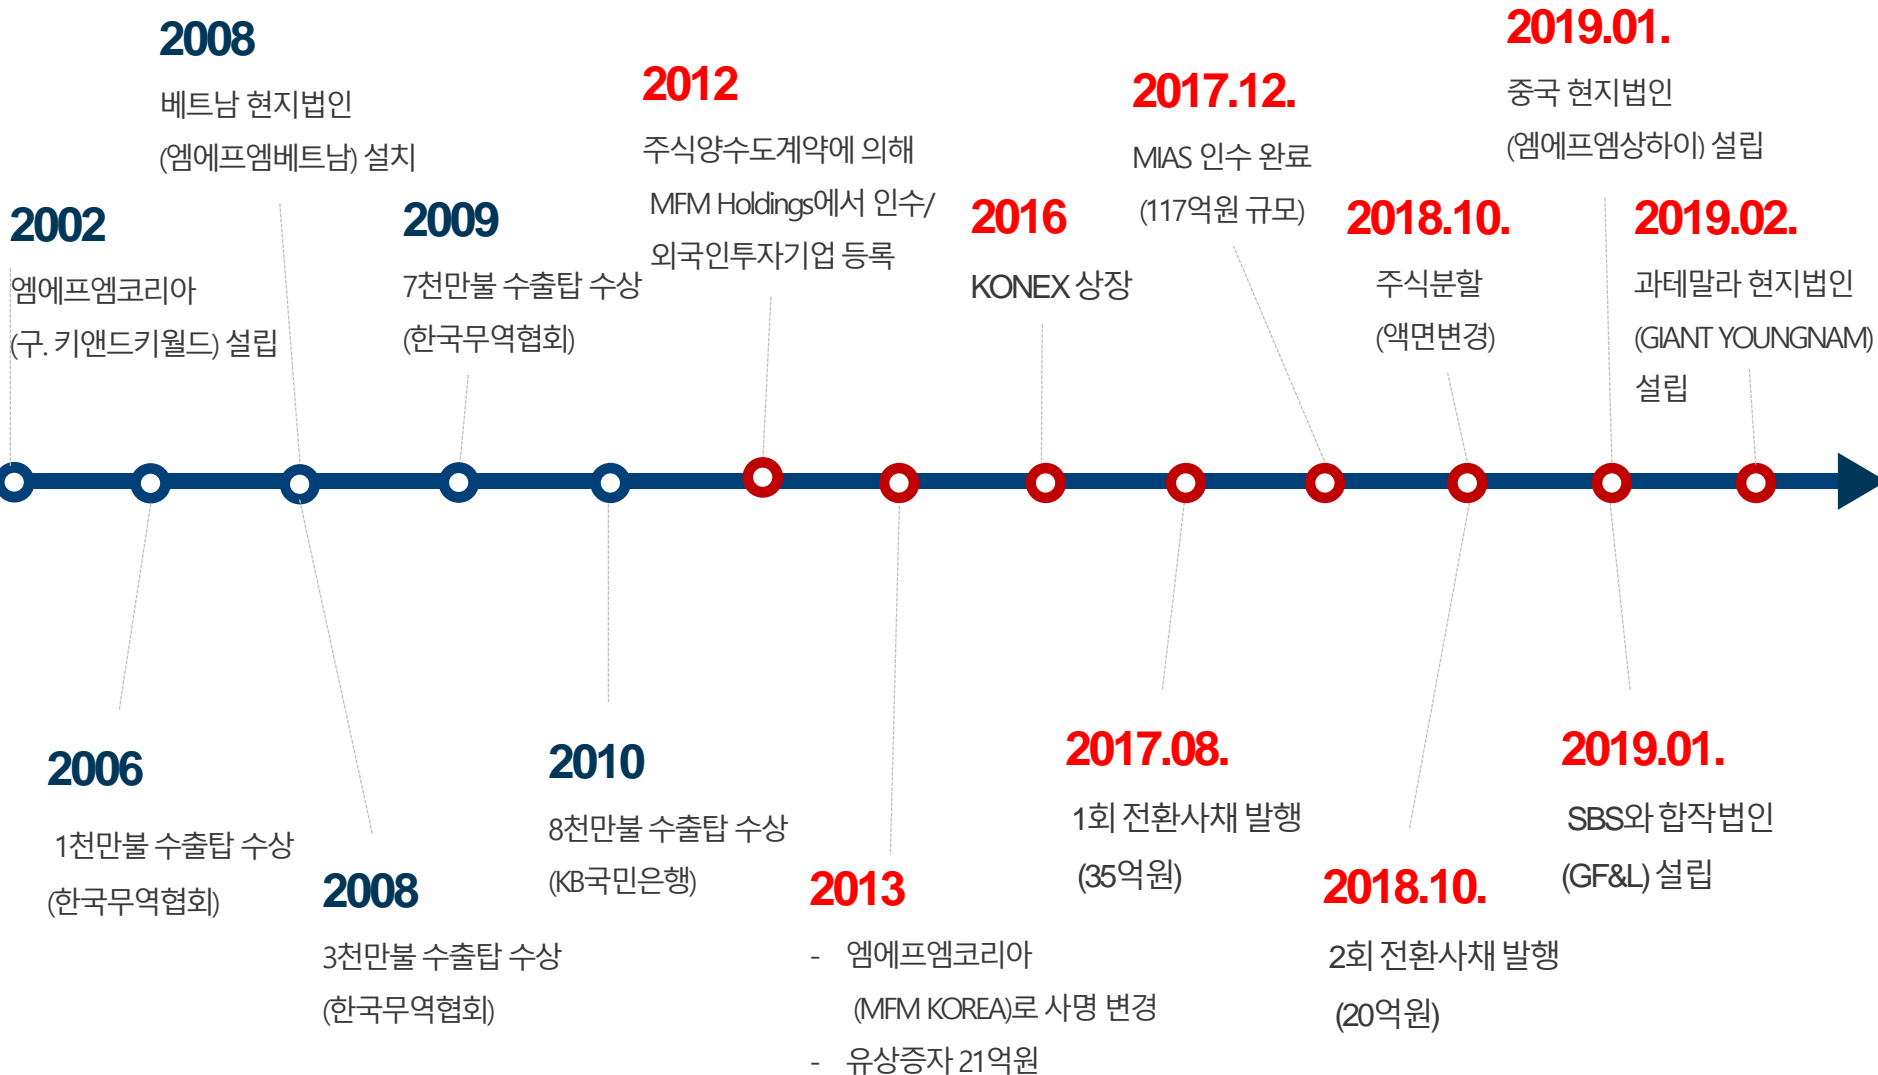 2008
베트남 현지법인
(엠에프엠베트남) 설치
2012
주식양수도계약에 의해
MFM Holdings에서 인수/
외국인투자기업 등록
2017.12.
MIAS 인수 완료
(117억원 규모)
2019.01.
중국 현지법인
(엠에프엠상하이) 설립
2002
엠에프엠코리아
(구. 키앤드키월드) 설립
2009
7천만불 수출탑 수상
(한국무역협회)
2016
KONEX 상장
2018.10.
주식분할
(액면변경)
2019.02.
과테말라 현지법인
(GIANT YOUNGNAM)
설립
2006
1천만불 수출탑 수상
(한국무역협회)
2008
3천만불 수출탑 수상
(한국무역협회)
2010
8천만불 수출탑 수상
(KB국민은행)
2013
- 엠에프엠코리아
(MFM KOREA)로 사명 변경
- 유상증자 21억원
2017.08.
1회 전환사채 발행
(35억원)
2018.10.
2회 전환사채 발행
(20억원)
2019.01.
SBS와 합작법인
(GF&L) 설립